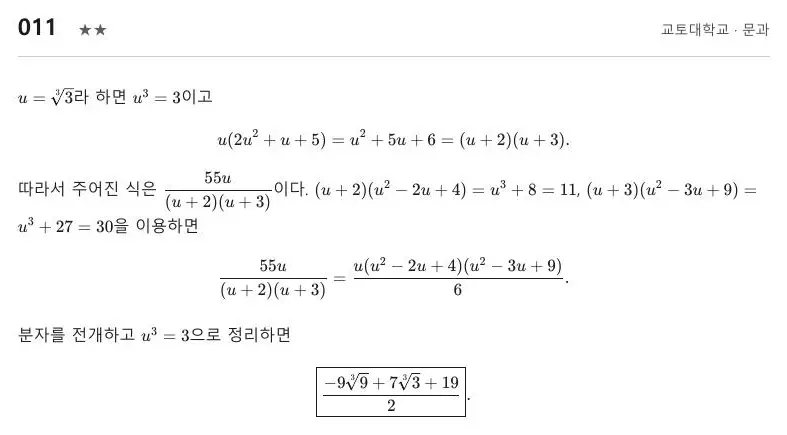 011 ★★ 교토대학교 · 문과
u = ∛3라 하면 u³ = 3이고
u(2u² + u + 5) = u² + 5u + 6 = (u + 2)(u + 3).
따라서 주어진 식은 55u / (u + 2)(u + 3) 이다. (u + 2)(u² − 2u + 4) = u³ + 8 = 11, (u + 3)(u² − 3u + 9) =
u³ + 27 = 30을 이용하면
55u / (u + 2)(u + 3) = u(u² − 2u + 4)(u² − 3u + 9) / 6.
분자를 전개하고 u³ = 3으로 정리하면
(−9∛9 + 7∛3 + 19) / 2.